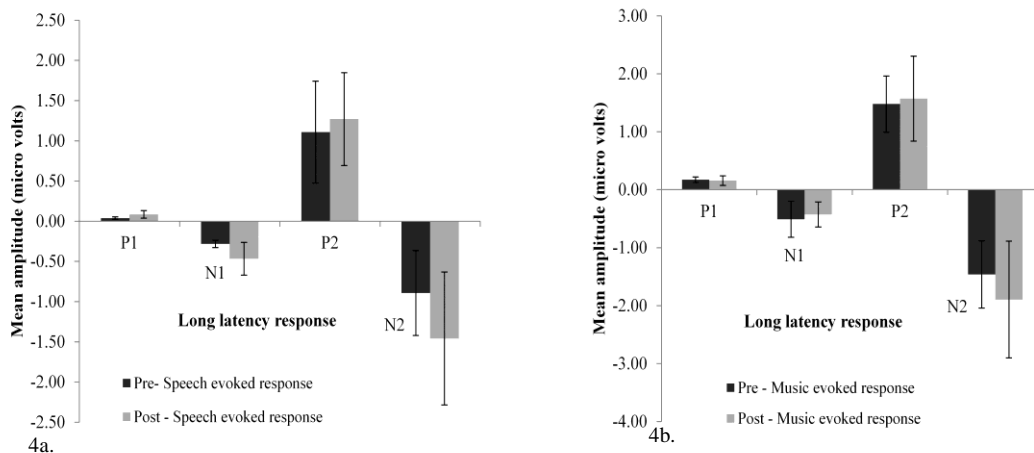 2.50
2.00
1.50
1.00
0.50
0.00
-0.50
-1.00
-1.50
-2.00
-2.50
Mean amplitude (micro volts)
P1
N1
P2
N2
Long latency response
Pre- Speech evoked response
Post - Speech evoked response
4a.
3.00
2.00
1.00
0.00
-1.00
-2.00
-3.00
-4.00
Mean amplitude (micro volts)
P1
N1
P2
N2
Long latency response
Pre - Music evoked response
Post - Music evoked response
4b.